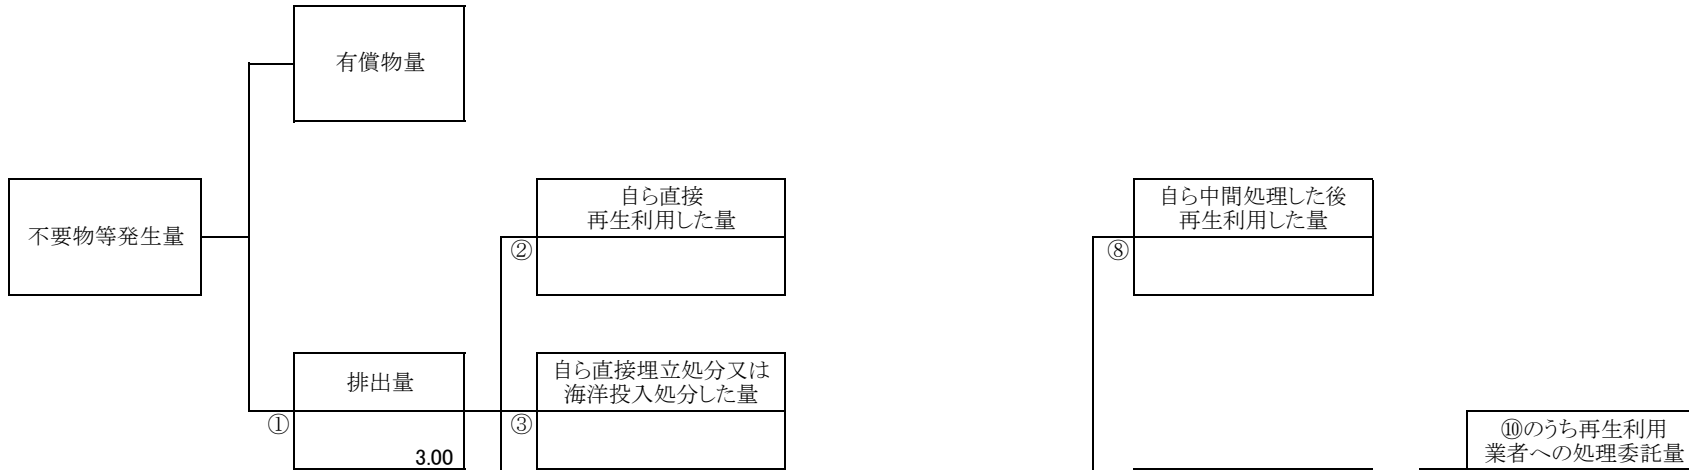 有償物量
不要物等発生量
自ら直接
再生利用した量
②
自ら中間処理した後
再生利用した量
⑧
排出量
①
3.00
自ら直接埋立処分又は
海洋投入処分した量
③
⑩のうち再生利用
業者への処理委託量